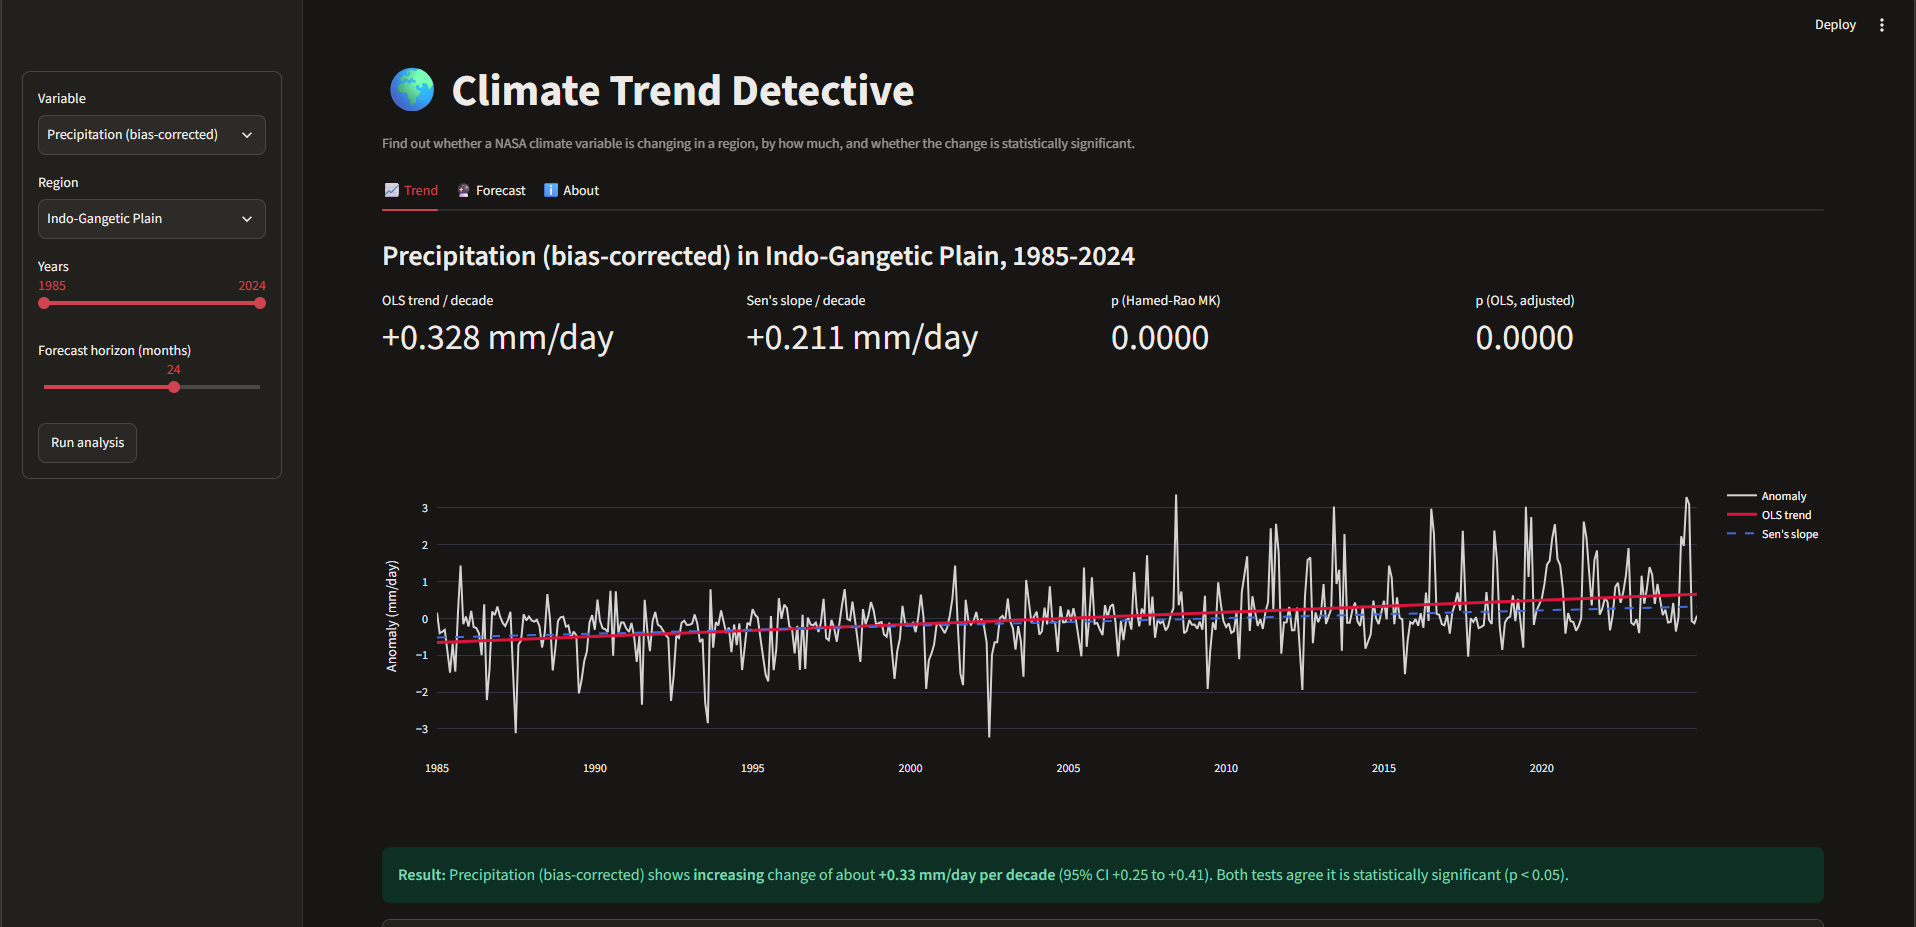 Deploy
Variable
Precipitation (bias-corrected)
Region
Indo-Gangetic Plain
Years
1985 2024
Forecast horizon (months)
24
Run analysis
Climate Trend Detective
Find out whether a NASA climate variable is changing in a region, by how much, and whether the change is statistically significant.
Trend Forecast About
Precipitation (bias-corrected) in Indo-Gangetic Plain, 1985-2024
OLS trend / decade Sen's slope / decade p (Hamed-Rao MK) p (OLS, adjusted)
+0.328 mm/day +0.211 mm/day 0.0000 0.0000
Anomaly
OLS trend
Sen's slope
Anomaly (mm/day)
3
2
1
0
−1
−2
−3
1985 1990 1995 2000 2005 2010 2015 2020
Result: Precipitation (bias-corrected) shows increasing change of about +0.33 mm/day per decade (95% CI +0.25 to +0.41). Both tests agree it is statistically significant (p < 0.05).